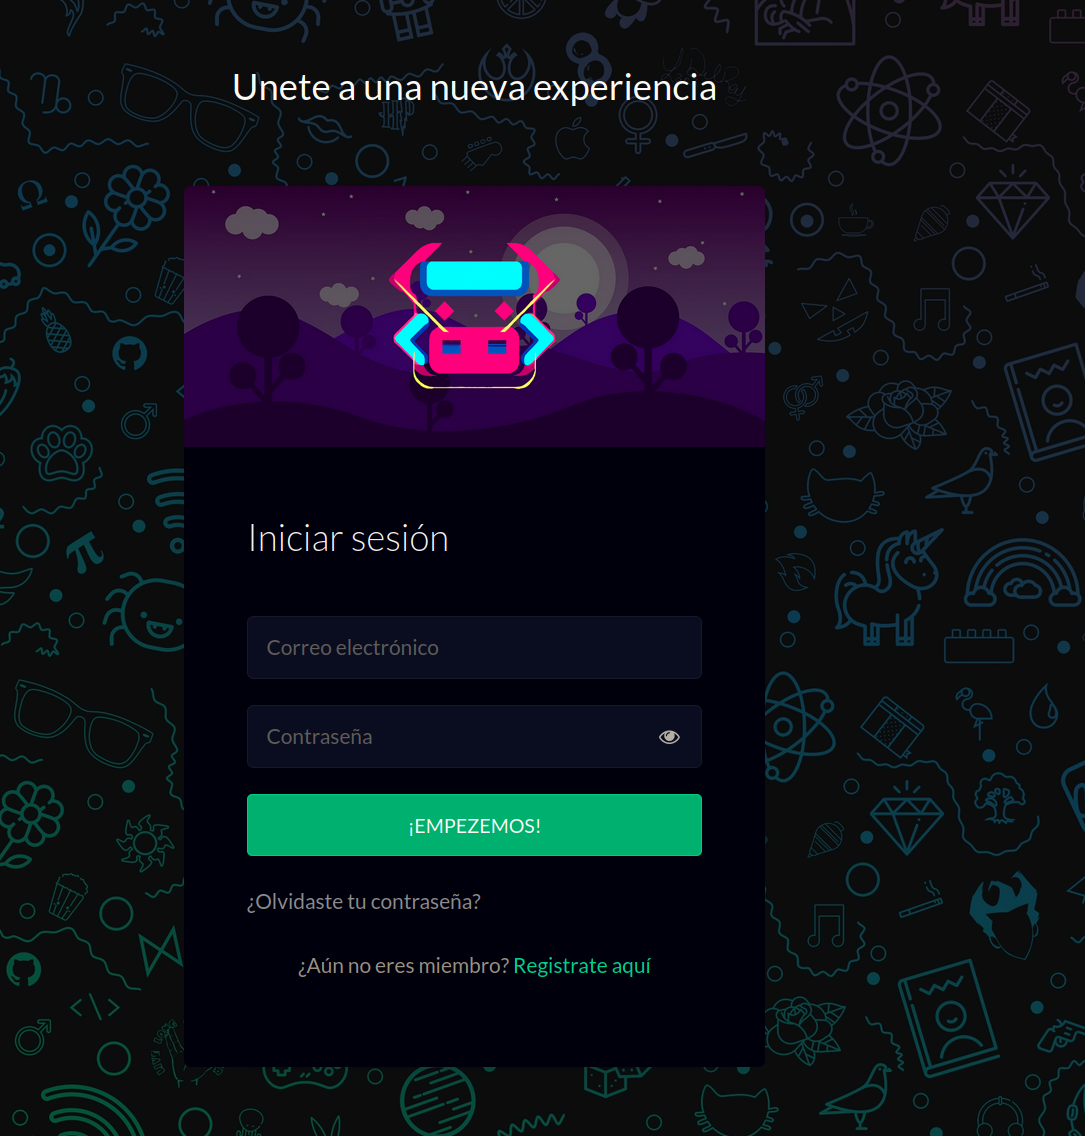 Unete a una nueva experiencia
Iniciar sesión
Correo electrónico
Contraseña
¡EMPEZEMOS!
¿Olvidaste tu contraseña?
¿Aún no eres miembro? Registrate aquí